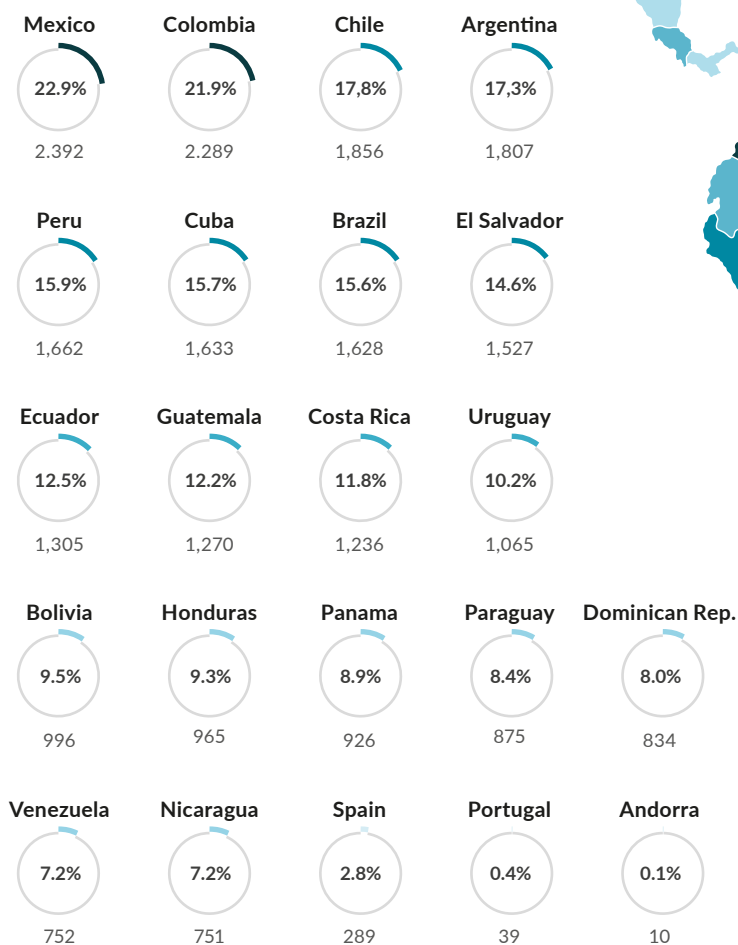 Mexico Colombia Chile Argentina
22.9% 21.9% 17,8% 17,3%
2.392 2.289 1,856 1,807
Peru Cuba Brazil El Salvador
15.9% 15.7% 15.6% 14.6%
1,662 1,633 1,628 1,527
Ecuador Guatemala Costa Rica Uruguay
12.5% 12.2% 11.8% 10.2%
1,305 1,270 1,236 1,065
Bolivia Honduras Panama Paraguay Dominican Rep.
9.5% 9.3% 8.9% 8.4% 8.0%
996 965 926 875 834
Venezuela Nicaragua Spain Portugal Andorra
7.2% 7.2% 2.8% 0.4% 0.1%
752 751 289 39 10